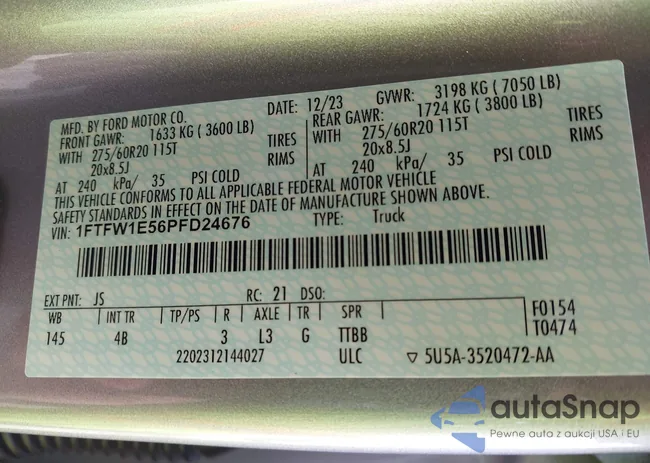 MFD. BY FORD MOTOR CO. DATE: 12/23 GVWR: 3198 KG (7050 LB)
FRONT GAWR: 1633 KG (3600 LB) REAR GAWR: 1724 KG (3800 LB)
WITH 275/60R20 115T TIRES WITH 275/60R20 115T TIRES
20x8.5J RIMS 20x8.5J RIMS
AT 240 kPa/ 35 PSI COLD AT 240 kPa/ 35 PSI COLD
THIS VEHICLE CONFORMS TO ALL APPLICABLE FEDERAL MOTOR VEHICLE
SAFETY STANDARDS IN EFFECT ON THE DATE OF MANUFACTURE SHOWN ABOVE.
VIN: 1FTFW1E56PFD24676 TYPE: Truck
EXT PNT: JS RC: 21 DSO:
WB INT TR TP/PS R AXLE TR SPR F0154
145 4B 3 L3 G TTBB T0474
2202312144027 ULC ▽ 5U5A-3520472-AA
autaSnap
Pewne auta z aukcji USA i EU